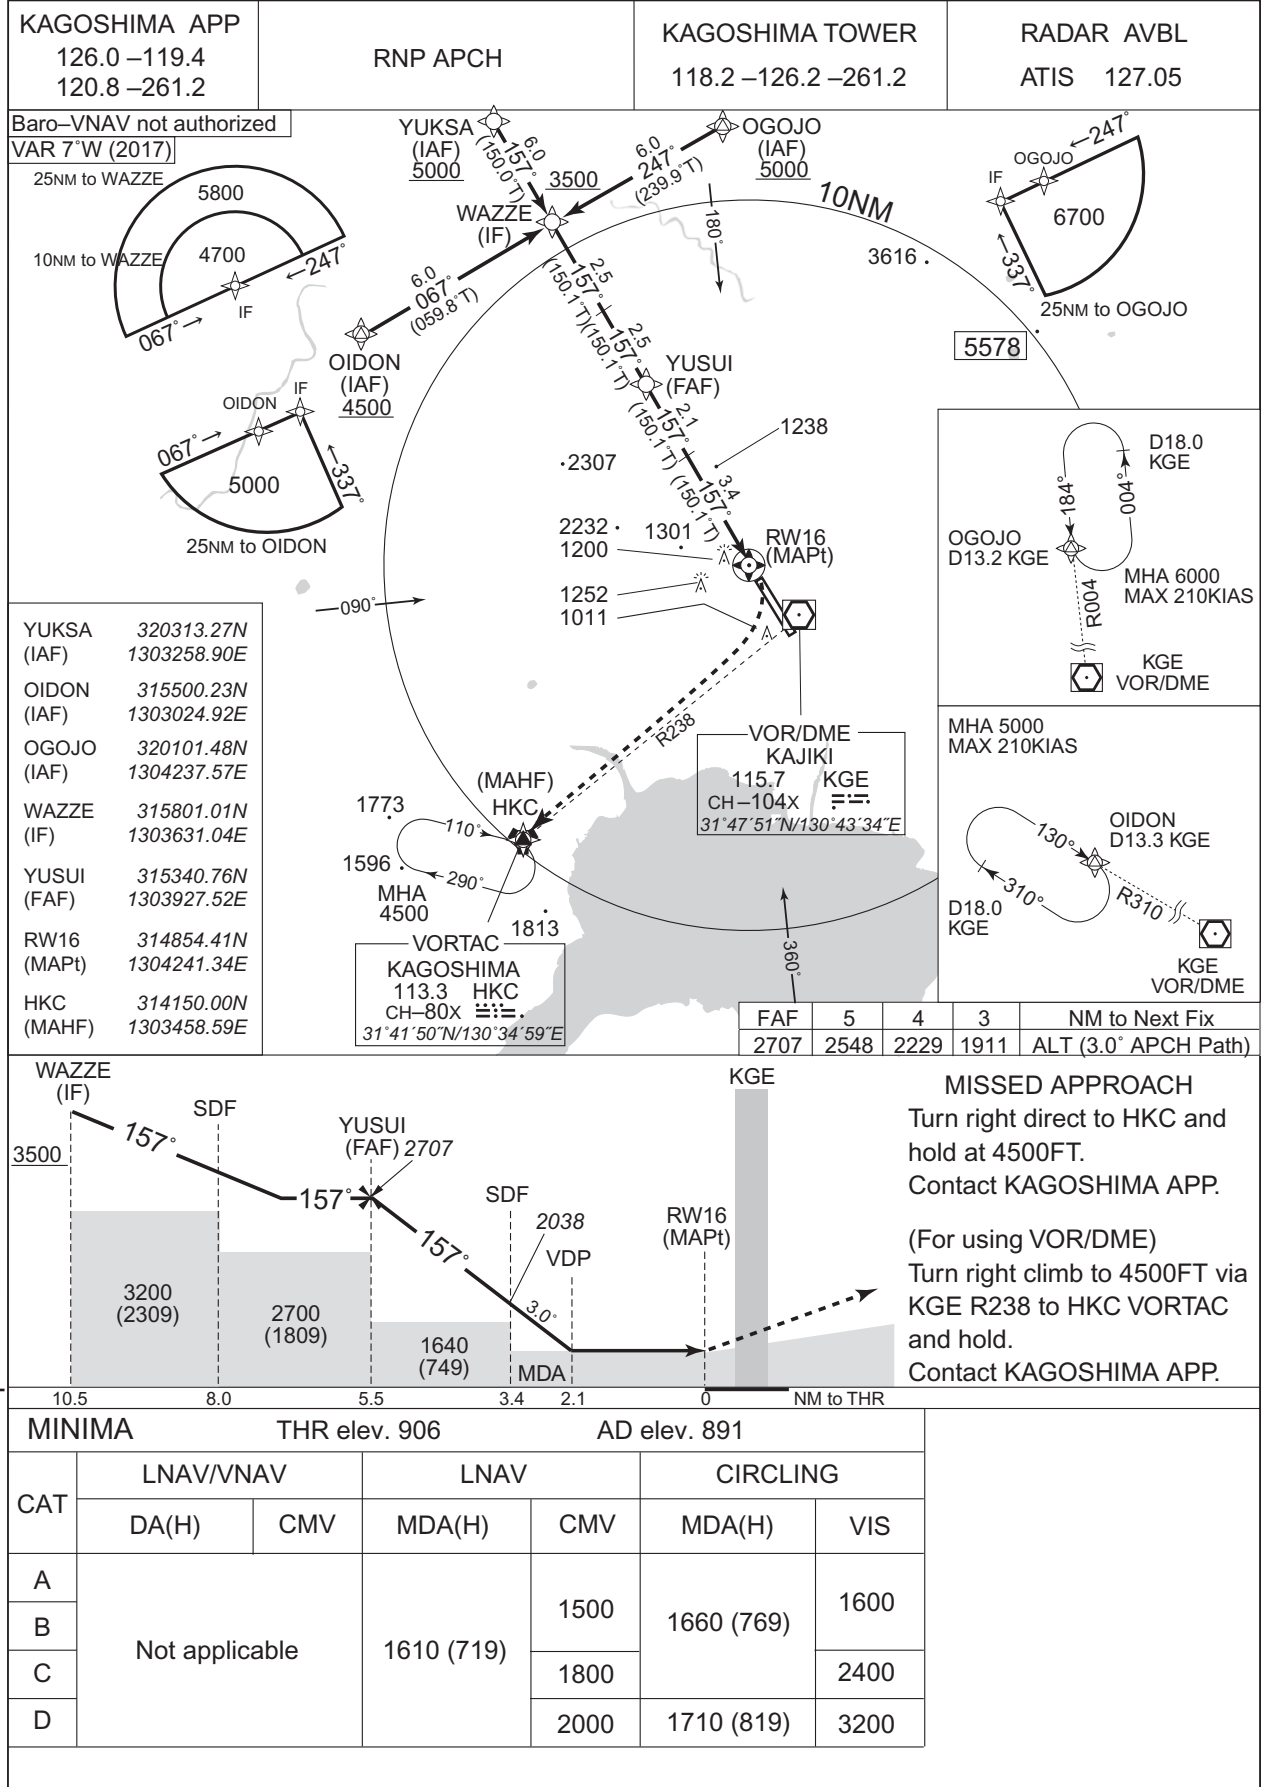 KAGOSHIMA APP
126.0 –119.4
120.8 –261.2
RNP APCH
KAGOSHIMA TOWER
118.2 –126.2 –261.2
RADAR AVBL
ATIS 127.05
Baro–VNAV not authorized
VAR 7˚W (2017)
25NM to WAZZE
5800
10NM to WAZZE
4700
247˚
067˚
IF
YUKSA
(IAF)
5000
6.0
157˚
(150.0˚T)
OGOJO
(IAF)
5000
6.0
247˚
(239.9˚T)
3500
WAZZE
(IF)
6.0
067˚
(059.8˚T)
OIDON
(IAF)
4500
180˚
10NM
3616
247˚
OGOJO
IF
6700
337˚
25NM to OGOJO
5578
2.5
157˚
(150.1˚T)
2.5
157˚
(150.1˚T)
YUSUI
(FAF)
2.1
157˚
(150.1˚T)
3.4
157˚
(150.1˚T)
IF
OIDON
067˚
5000
337˚
25NM to OIDON
1238
2307
2232
1200
1301
1252
1011
RW16
(MAPt)
090˚
D18.0
KGE
184˚
004˚
OGOJO
D13.2 KGE
MHA 6000
MAX 210KIAS
R004
KGE
VOR/DME
YUKSA 320313.27N
(IAF) 1303258.90E
OIDON 315500.23N
(IAF) 1303024.92E
OGOJO 320101.48N
(IAF) 1304237.57E
WAZZE 315801.01N
(IF) 1303631.04E
YUSUI 315340.76N
(FAF) 1303927.52E
RW16 314854.41N
(MAPt) 1304241.34E
HKC 314150.00N
(MAHF) 1303458.59E
R238
VOR/DME
KAJIKI
115.7 KGE
CH–104X
31˚47´51˝N/130˚43´34˝E
(MAHF)
HKC
1773
110˚
1596
290˚
MHA
4500
1813
VORTAC
KAGOSHIMA
113.3 HKC
CH–80X
31˚41´50˝N/130˚34´59˝E
360˚
MHA 5000
MAX 210KIAS
130˚
OIDON
D13.3 KGE
310˚
D18.0
KGE
R310
KGE
VOR/DME
FAF 5 4 3 NM to Next Fix
2707 2548 2229 1911 ALT (3.0˚ APCH Path)
WAZZE
(IF)
3500
157˚
SDF
157˚
YUSUI
(FAF) 2707
157˚
SDF
2038
VDP
3.0˚
RW16
(MAPt)
KGE
3200
(2309)
2700
(1809)
1640
(749)
MDA
10.5 8.0 5.5 3.4 2.1 0 NM to THR
MISSED APPROACH
Turn right direct to HKC and
hold at 4500FT.
Contact KAGOSHIMA APP.
(For using VOR/DME)
Turn right climb to 4500FT via
KGE R238 to HKC VORTAC
and hold.
Contact KAGOSHIMA APP.
MINIMA THR elev. 906 AD elev. 891
CAT LNAV/VNAV LNAV CIRCLING
DA(H) CMV MDA(H) CMV MDA(H) VIS
A
B
C
D
Not applicable
1610 (719)
1500
1800
2000
1660 (769)
1710 (819)
1600
2400
3200